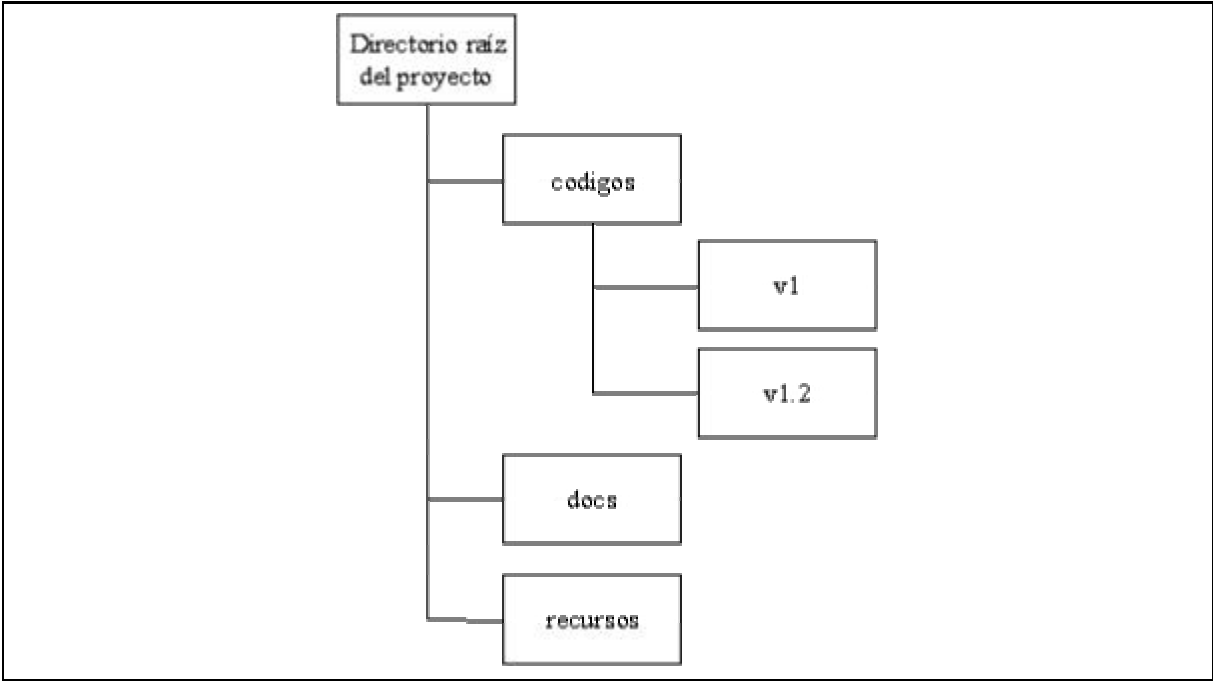 Directorio raíz
del proyecto
codigos
v1
v1.2
docs
recursos